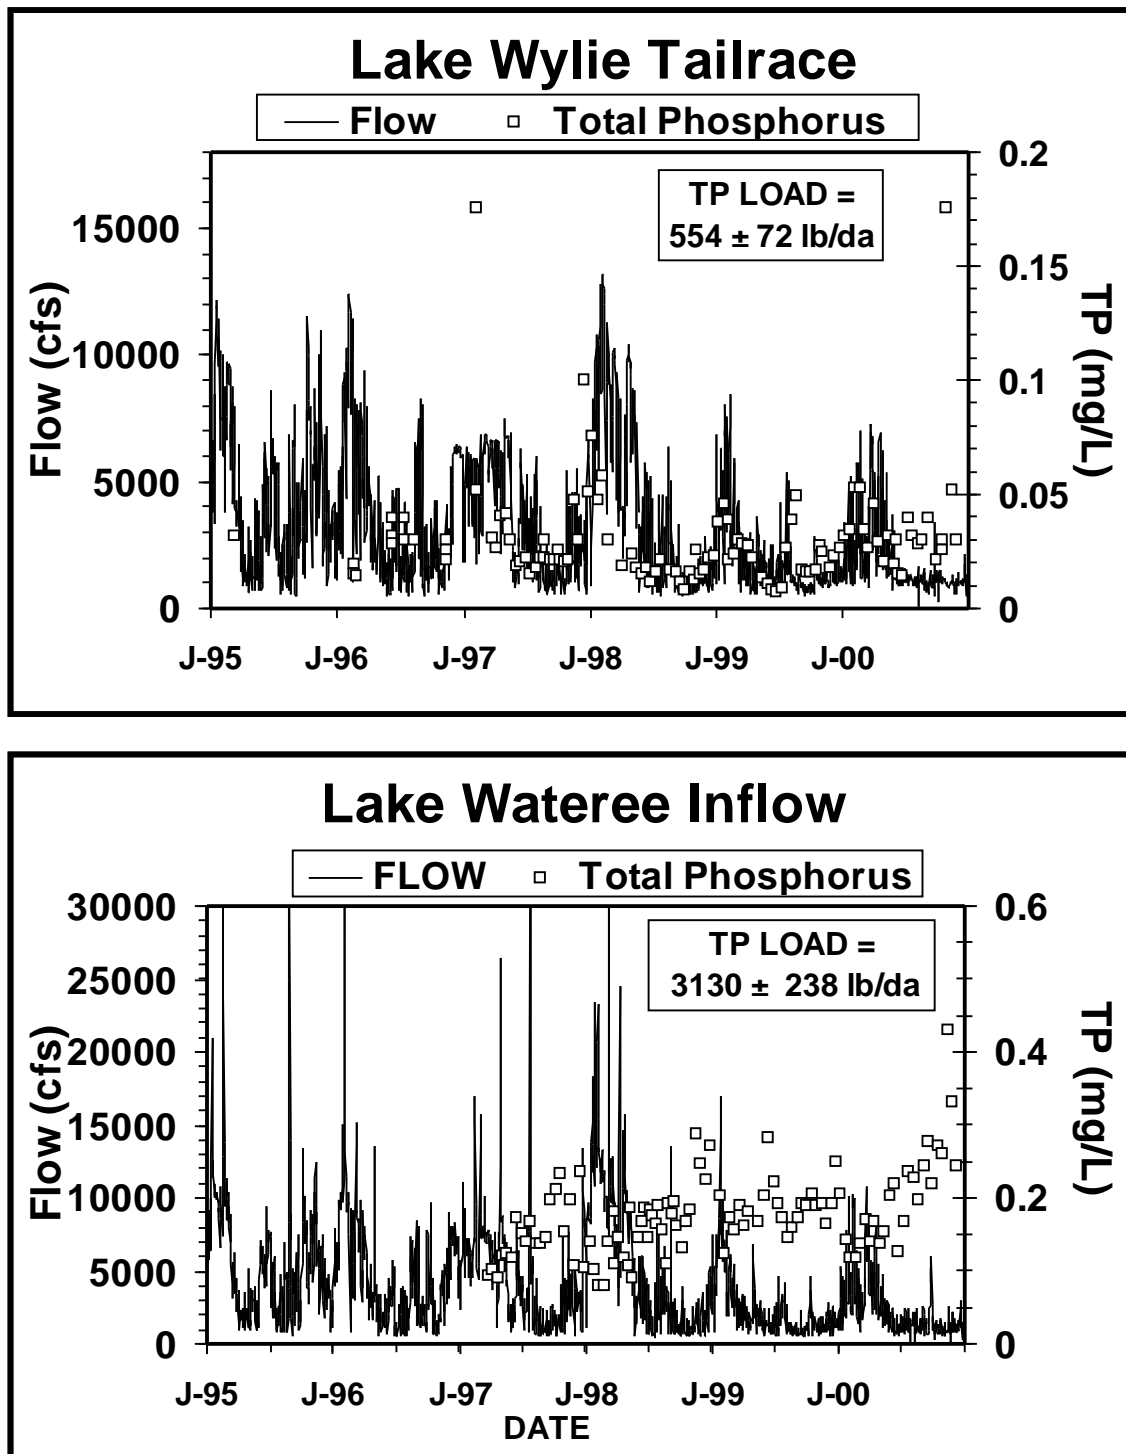 Lake Wylie Tailrace
Flow Total Phosphorus
TP LOAD =
554 ± 72 lb/da
15000
10000
5000
0
Flow (cfs)
0.2
0.15
0.1
0.05
0
TP (mg/L)
J-95 J-96 J-97 J-98 J-99 J-00
Lake Wateree Inflow
FLOW Total Phosphorus
TP LOAD =
3130 ± 238 lb/da
30000
25000
20000
15000
10000
5000
0
Flow (cfs)
0.6
0.4
0.2
0
TP (mg/L)
J-95 J-96 J-97 J-98 J-99 J-00
DATE